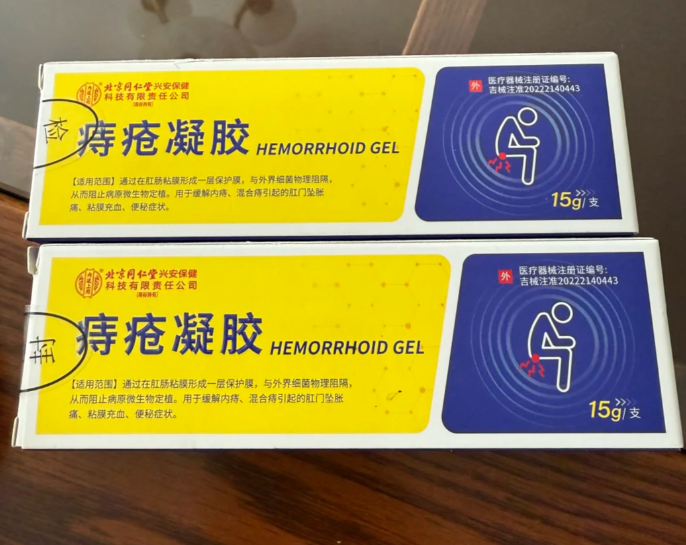 北京同仁堂兴安保健
科技有限责任公司
痔疮凝胶 HEMORRHOID GEL
【适用范围】通过在肛肠粘膜形成一层保护膜，与外界细菌物理阻隔，
从而阻止病原微生物定植。用于缓解内痔、混合痔引起的肛门坠胀
痛、粘膜充血、便秘症状。
外 医疗器械注册证编号：
吉械注准20222140443
15g/支
检
北京同仁堂兴安保健
科技有限责任公司
痔疮凝胶 HEMORRHOID GEL
【适用范围】通过在肛肠粘膜形成一层保护膜，与外界细菌物理阻隔，
从而阻止病原微生物定植。用于缓解内痔、混合痔引起的肛门坠胀
痛、粘膜充血、便秘症状。
外 医疗器械注册证编号：
吉械注准20222140443
15g/支